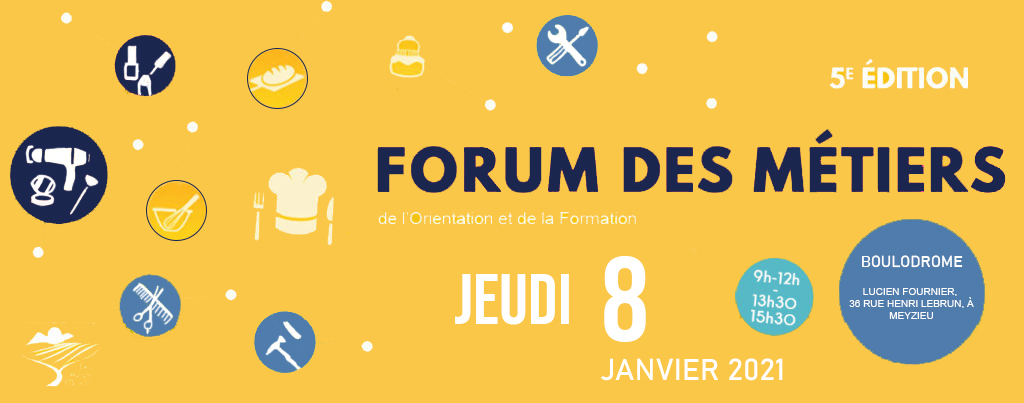 5E ÉDITION
FORUM DES MÉTIERS
de l'Orientation et de la Formation
JEUDI 8
JANVIER 2021
9h-12h
-
13h30
15h30
BOULODROME
LUCIEN FOURNIER,
36 RUE HENRI LEBRUN, À
MEYZIEU